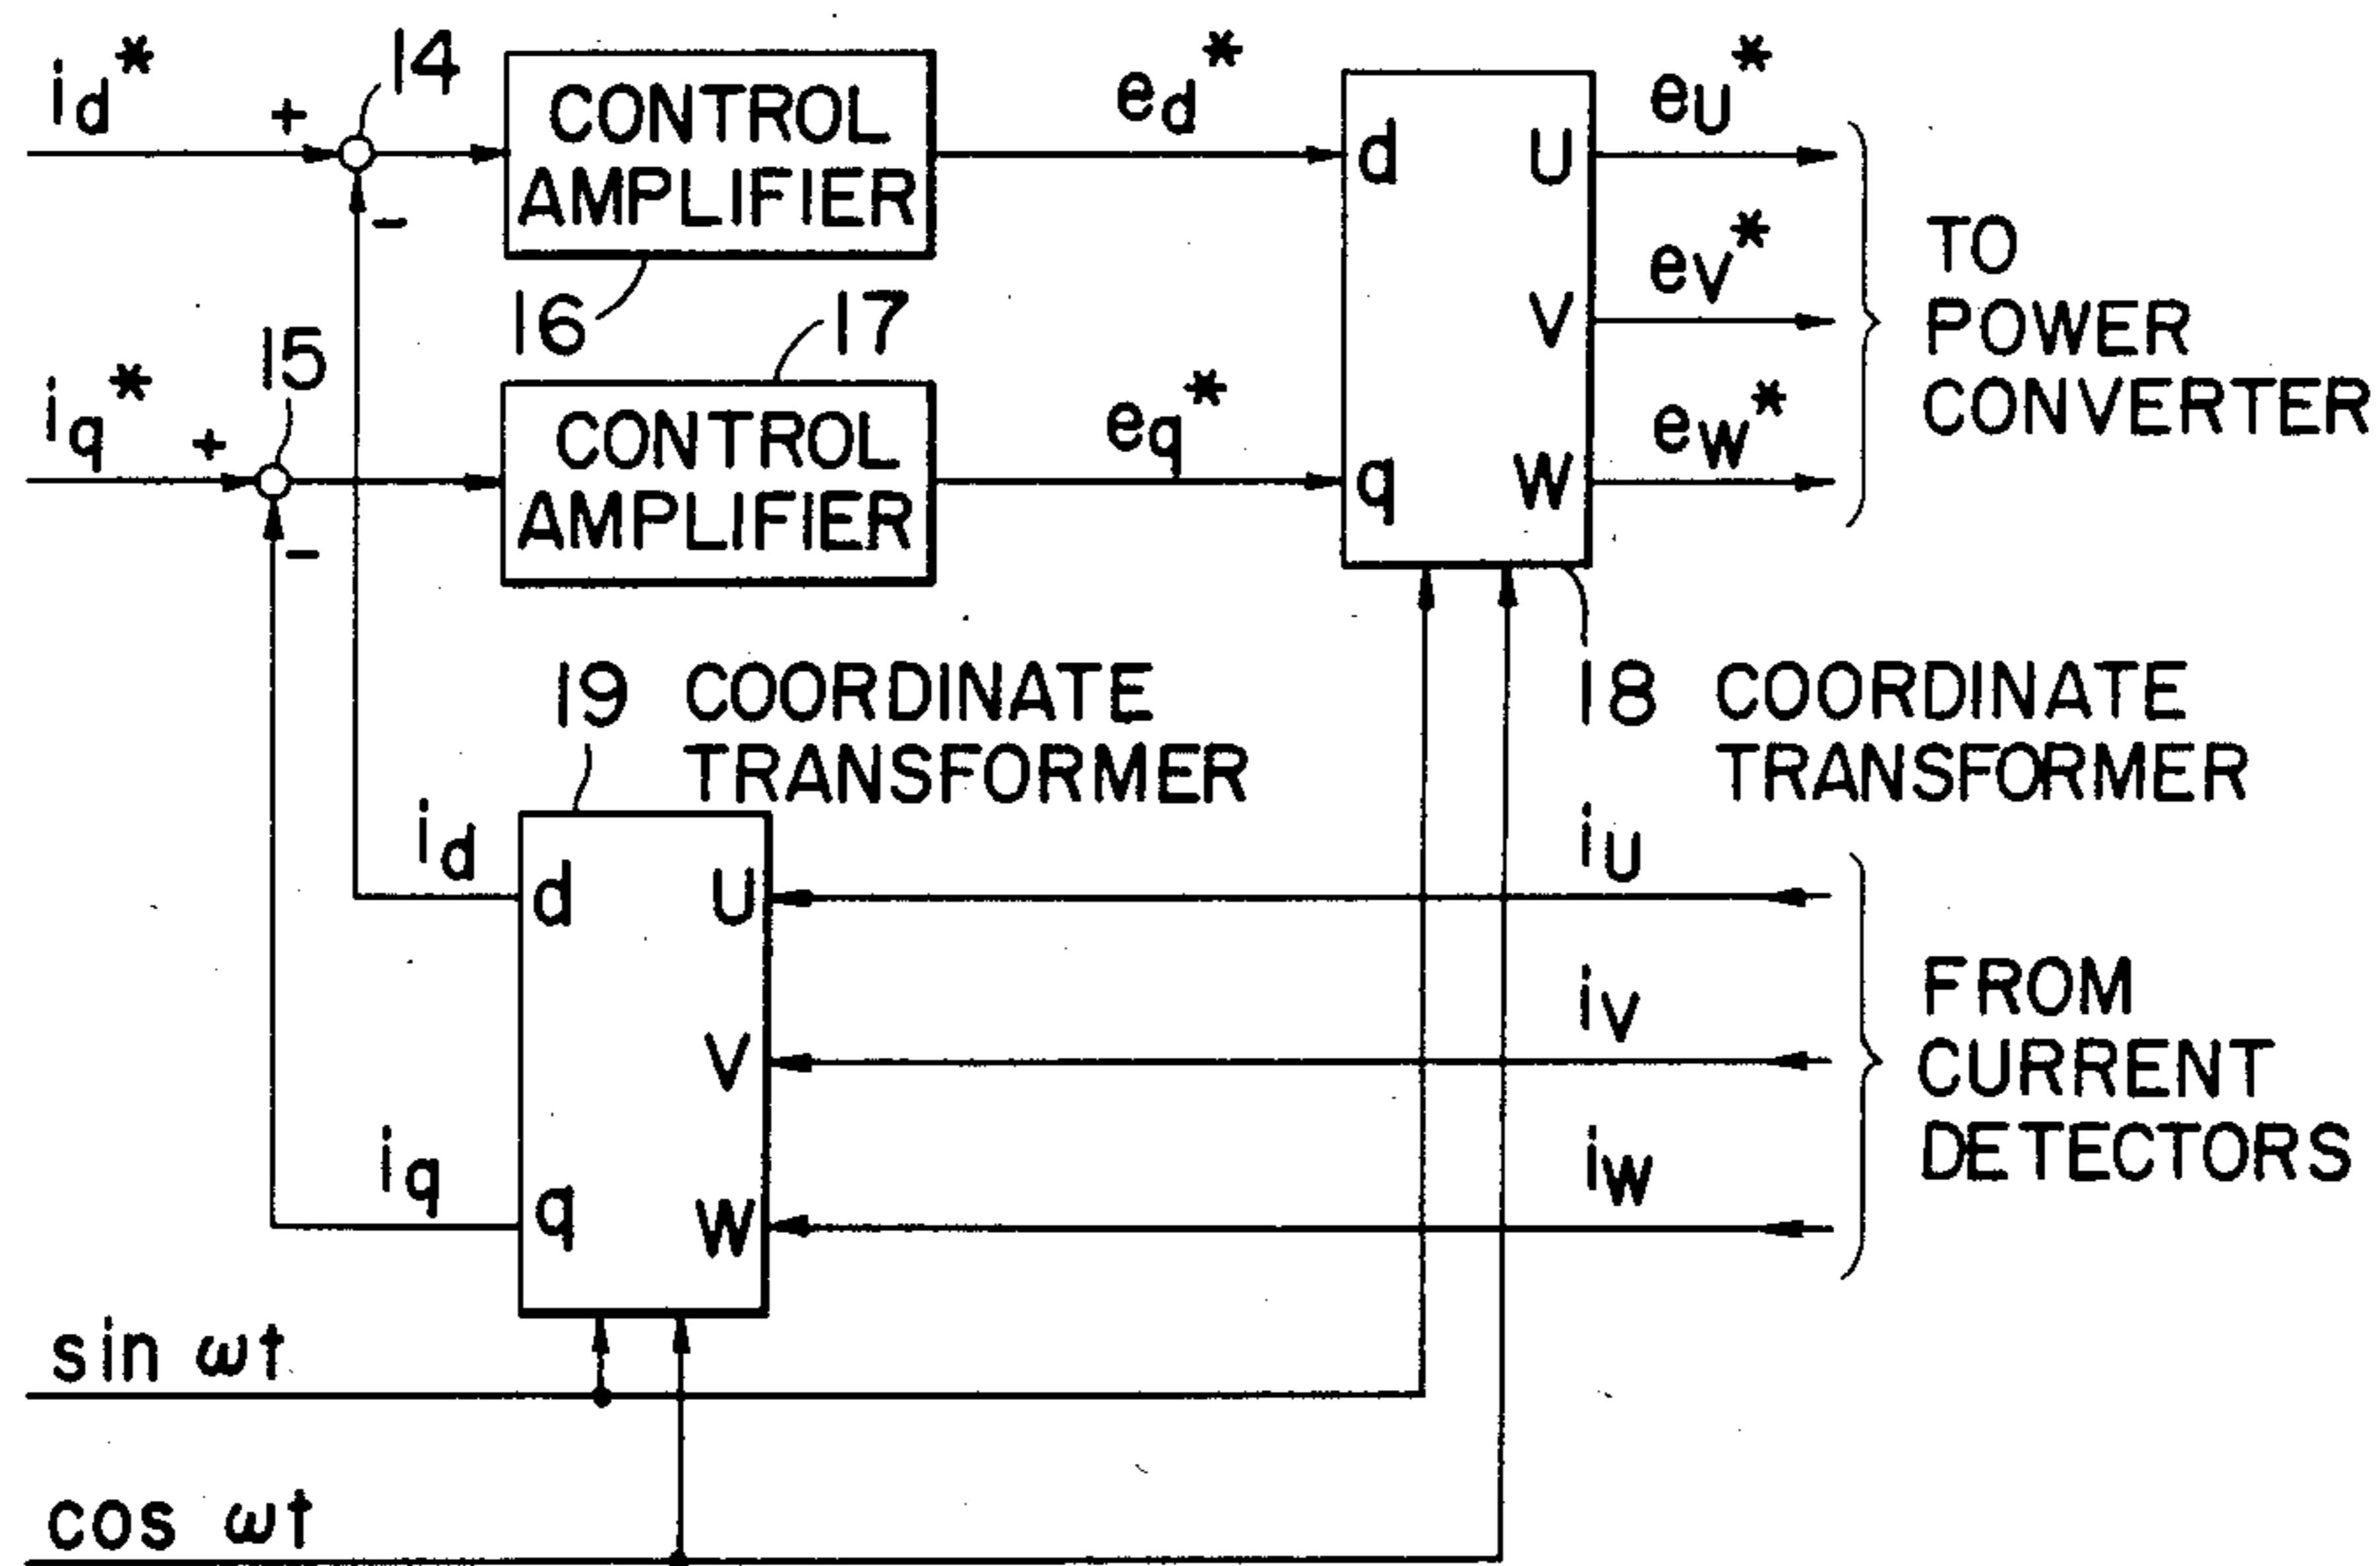 id*
+
14
CONTROL
AMPLIFIER
ed*
d
U
eU*
-
16
17
V
eV*
TO
POWER
CONVERTER
iq*
+
15
CONTROL
AMPLIFIER
eq*
q
W
eW*
-
19 COORDINATE
TRANSFORMER
18 COORDINATE
TRANSFORMER
id
d
U
iU
V
iV
FROM
CURRENT
DETECTORS
iq
q
W
iW
sin ωt
cos ωt